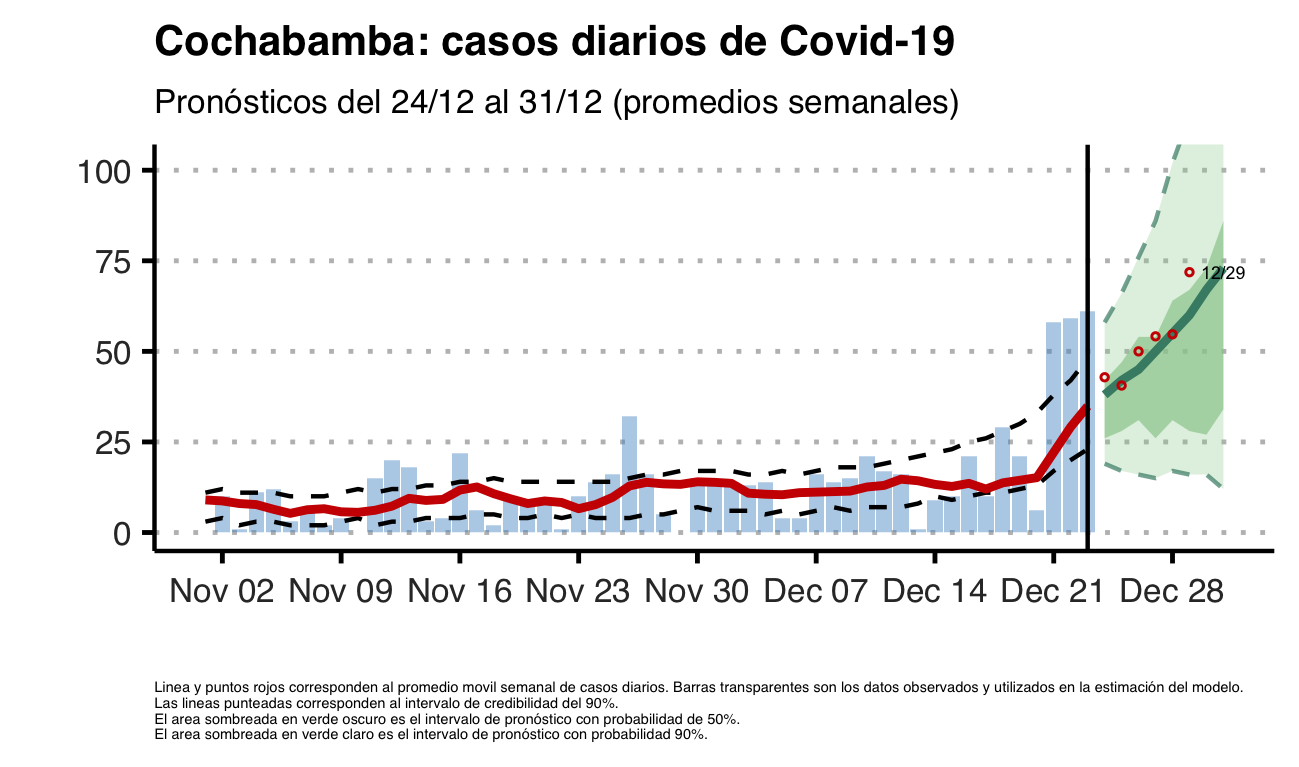 Cochabamba: casos diarios de Covid-19
Pronósticos del 24/12 al 31/12 (promedios semanales)
100
75
12/29
50
25
0
Nov 02 Nov 09 Nov 16 Nov 23 Nov 30 Dec 07 Dec 14 Dec 21 Dec 28
Linea y puntos rojos corresponden al promedio movil semanal de casos diarios. Barras transparentes son los datos observados y utilizados en la estimación del modelo.
Las lineas punteadas corresponden al intervalo de credibilidad del 90%.
El area sombreada en verde oscuro es el intervalo de pronóstico con probabilidad de 50%.
El area sombreada en verde claro es el intervalo de pronóstico con probabilidad 90%.